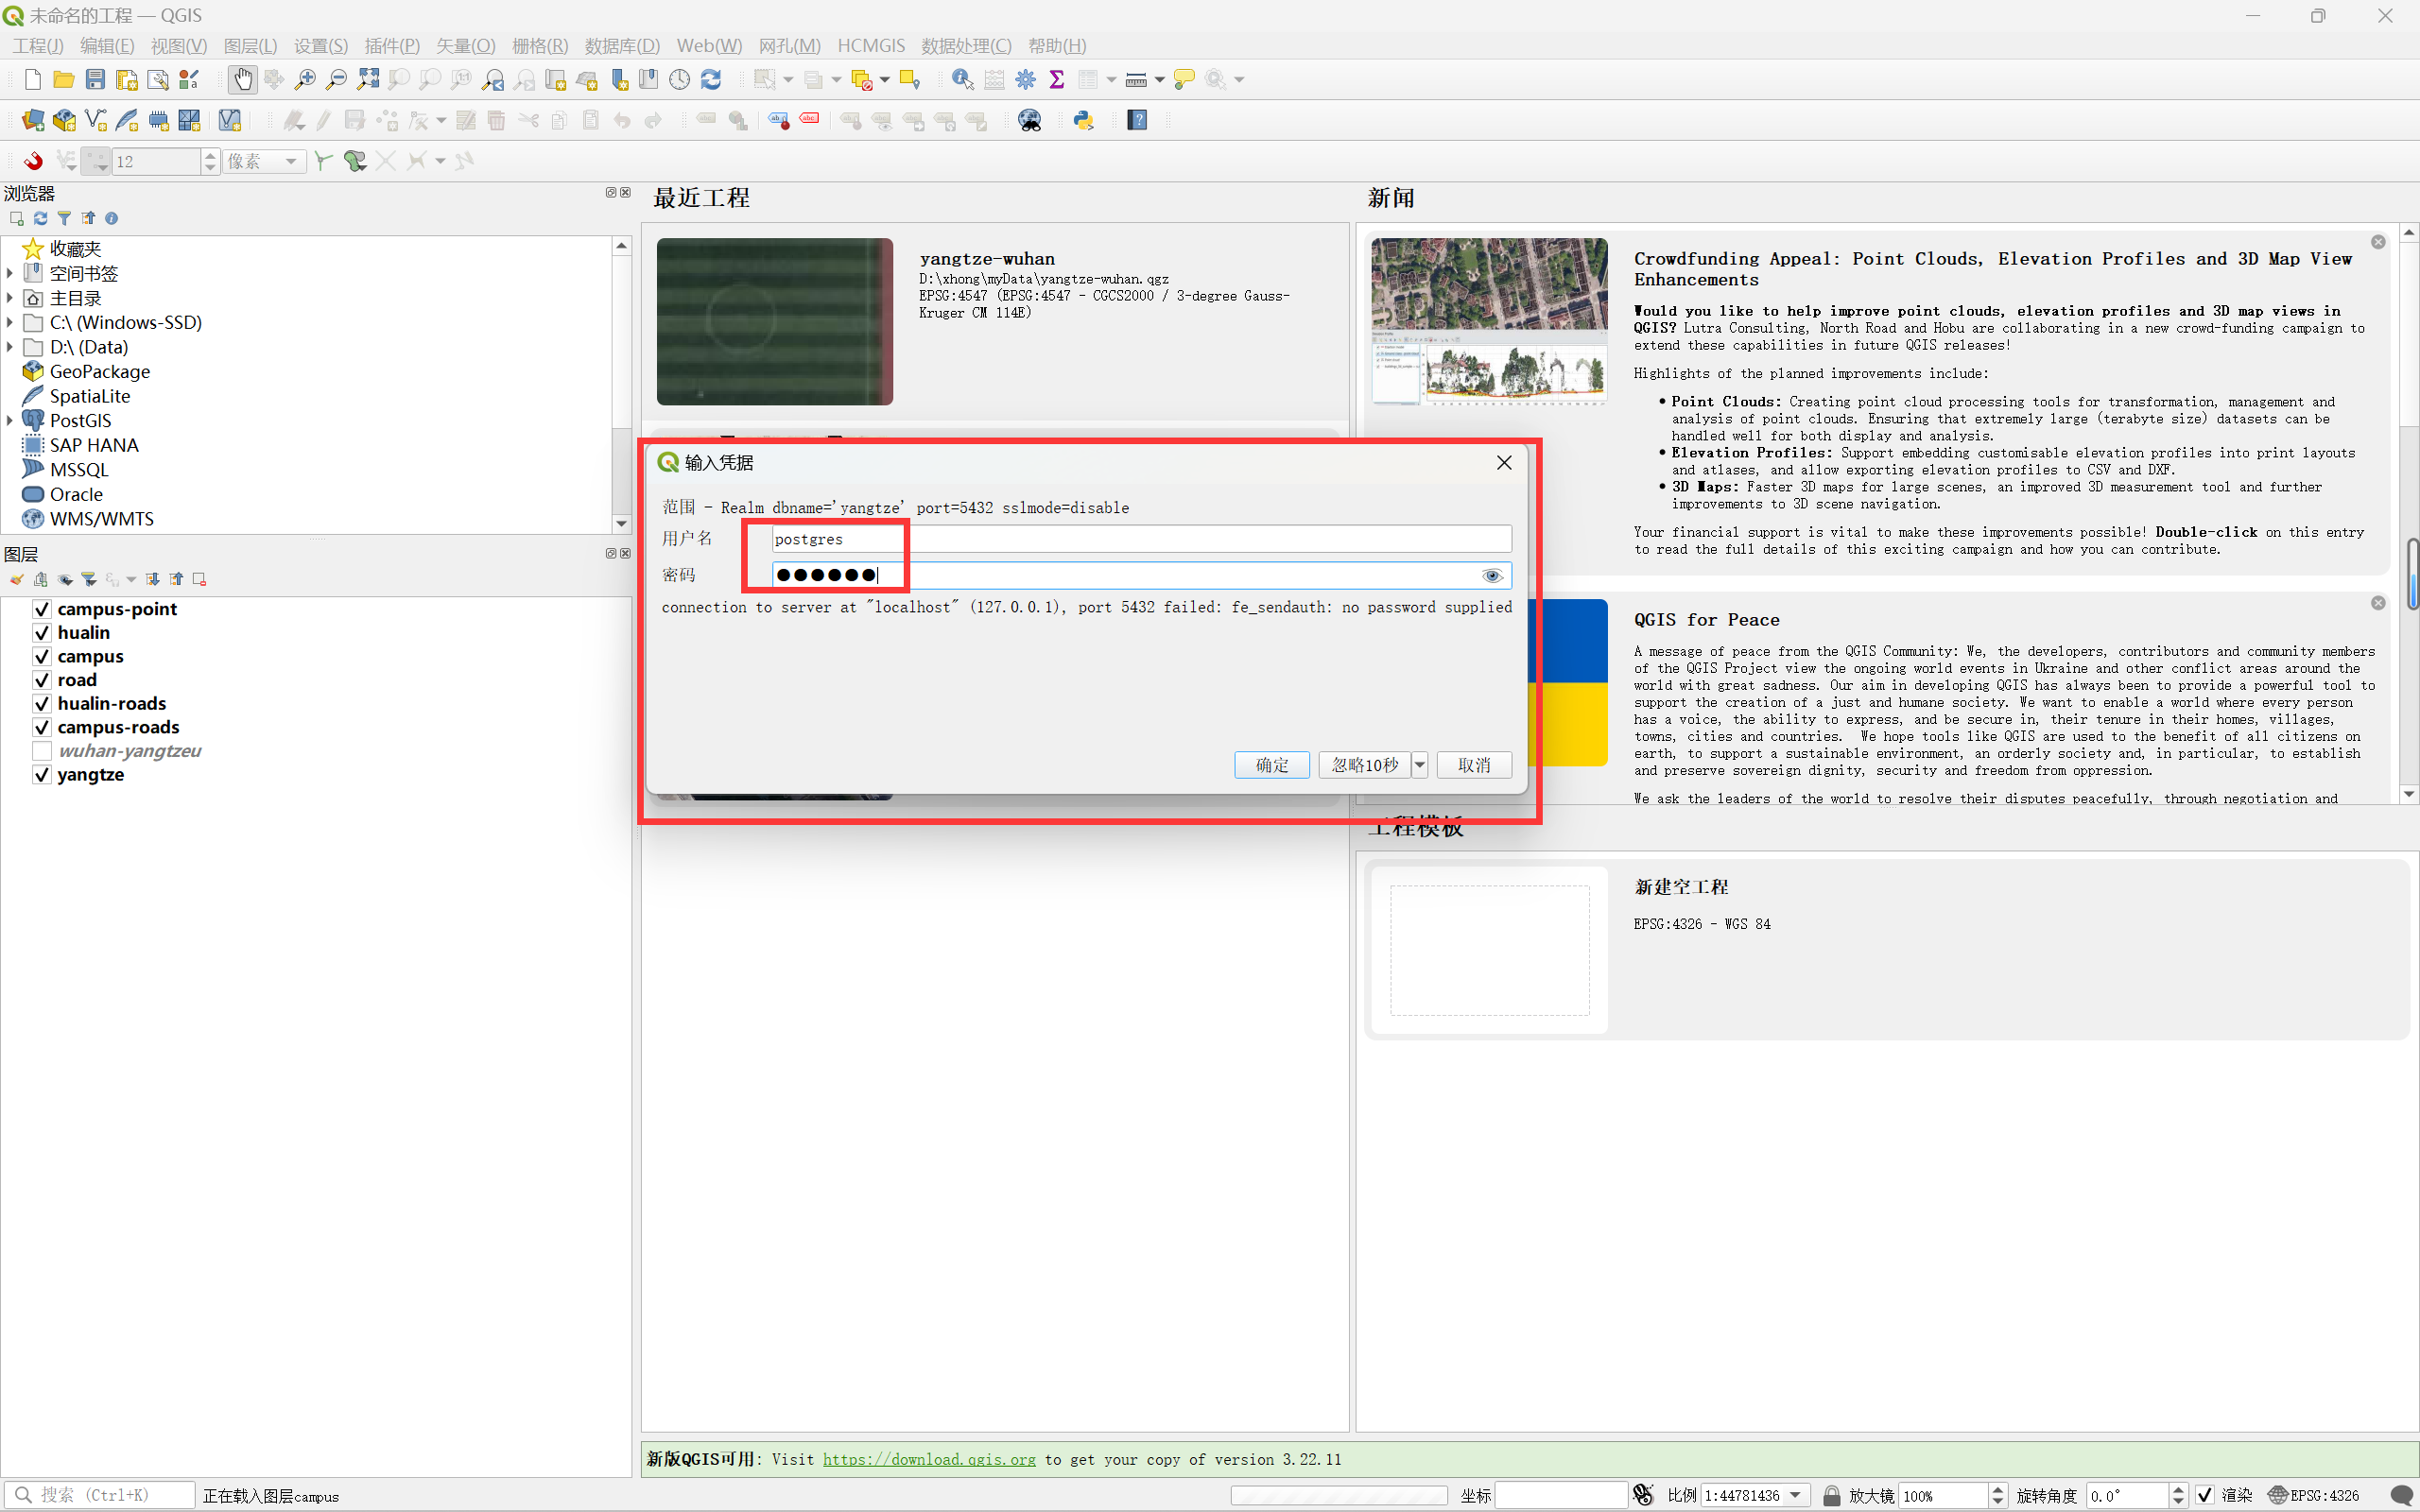 未命名的工程 — QGIS
工程(J) 编辑(E) 视图(V) 图层(L) 设置(S) 插件(P) 矢量(O) 栅格(R) 数据库(D) Web(W) 网孔(M) HCMGIS 数据处理(C) 帮助(H)
12 像素
浏览器
收藏夹
空间书签
主目录
C:\ (Windows-SSD)
D:\ (Data)
GeoPackage
SpatiaLite
PostGIS
SAP HANA
MSSQL
Oracle
WMS/WMTS
图层
campus-point
hualin
campus
road
hualin-roads
campus-roads
wuhan-yangtzeu
yangtze
最近工程
yangtze-wuhan
D:\xhong\myData\yangtze-wuhan.qgz
EPSG:4547 (EPSG:4547 - CGCS2000 / 3-degree Gauss-
Kruger CM 114E)
输入凭据
范围 - Realm dbname='yangtze' port=5432 sslmode=disable
用户名 postgres
密码 ●●●●●●
connection to server at "localhost" (127.0.0.1), port 5432 failed: fe_sendauth: no password supplied
确定 忽略10秒 取消
新闻
Crowdfunding Appeal: Point Clouds, Elevation Profiles and 3D Map View
Enhancements
Would you like to help improve point clouds, elevation profiles and 3D map views in
QGIS? Lutra Consulting, North Road and Hobu are collaborating in a new crowd-funding campaign to
extend these capabilities in future QGIS releases!
Highlights of the planned improvements include:
• Point Clouds: Creating point cloud processing tools for transformation, management and
analysis of point clouds. Ensuring that extremely large (terabyte size) datasets can be
handled well for both display and analysis.
• Elevation Profiles: Support embedding customisable elevation profiles into print layouts
and atlases, and allow exporting elevation profiles to CSV and DXF.
• 3D Maps: Faster 3D maps for large scenes, an improved 3D measurement tool and further
improvements to 3D scene navigation.
Your financial support is vital to make these improvements possible! Double-click on this entry
to read the full details of this exciting campaign and how you can contribute.
QGIS for Peace
A message of peace from the QGIS Community: We, the developers, contributors and community members
of the QGIS Project view the ongoing world events in Ukraine and other conflict areas around the
world with great sadness. Our aim in developing QGIS has always been to provide a powerful tool to
support the creation of a just and humane society. We want to enable a world where every person
has a voice, the ability to express, and be secure in, their tenure in their homes, villages,
towns, cities and countries. We hope tools like QGIS are used to the benefit of all citizens on
earth, to support a sustainable environment, an orderly society and, in particular, to establish
and preserve sovereign dignity, security and freedom from oppression.
We ask the leaders of the world to resolve their disputes peacefully, through negotiation and
工程模板
新建空工程
EPSG:4326 - WGS 84
新版QGIS可用: Visit https://download.qgis.org to get your copy of version 3.22.11
搜索 (Ctrl+K) 正在载入图层campus 坐标 比例 1:44781436 放大镜 100% 旋转角度 0.0° 渲染 EPSG:4326